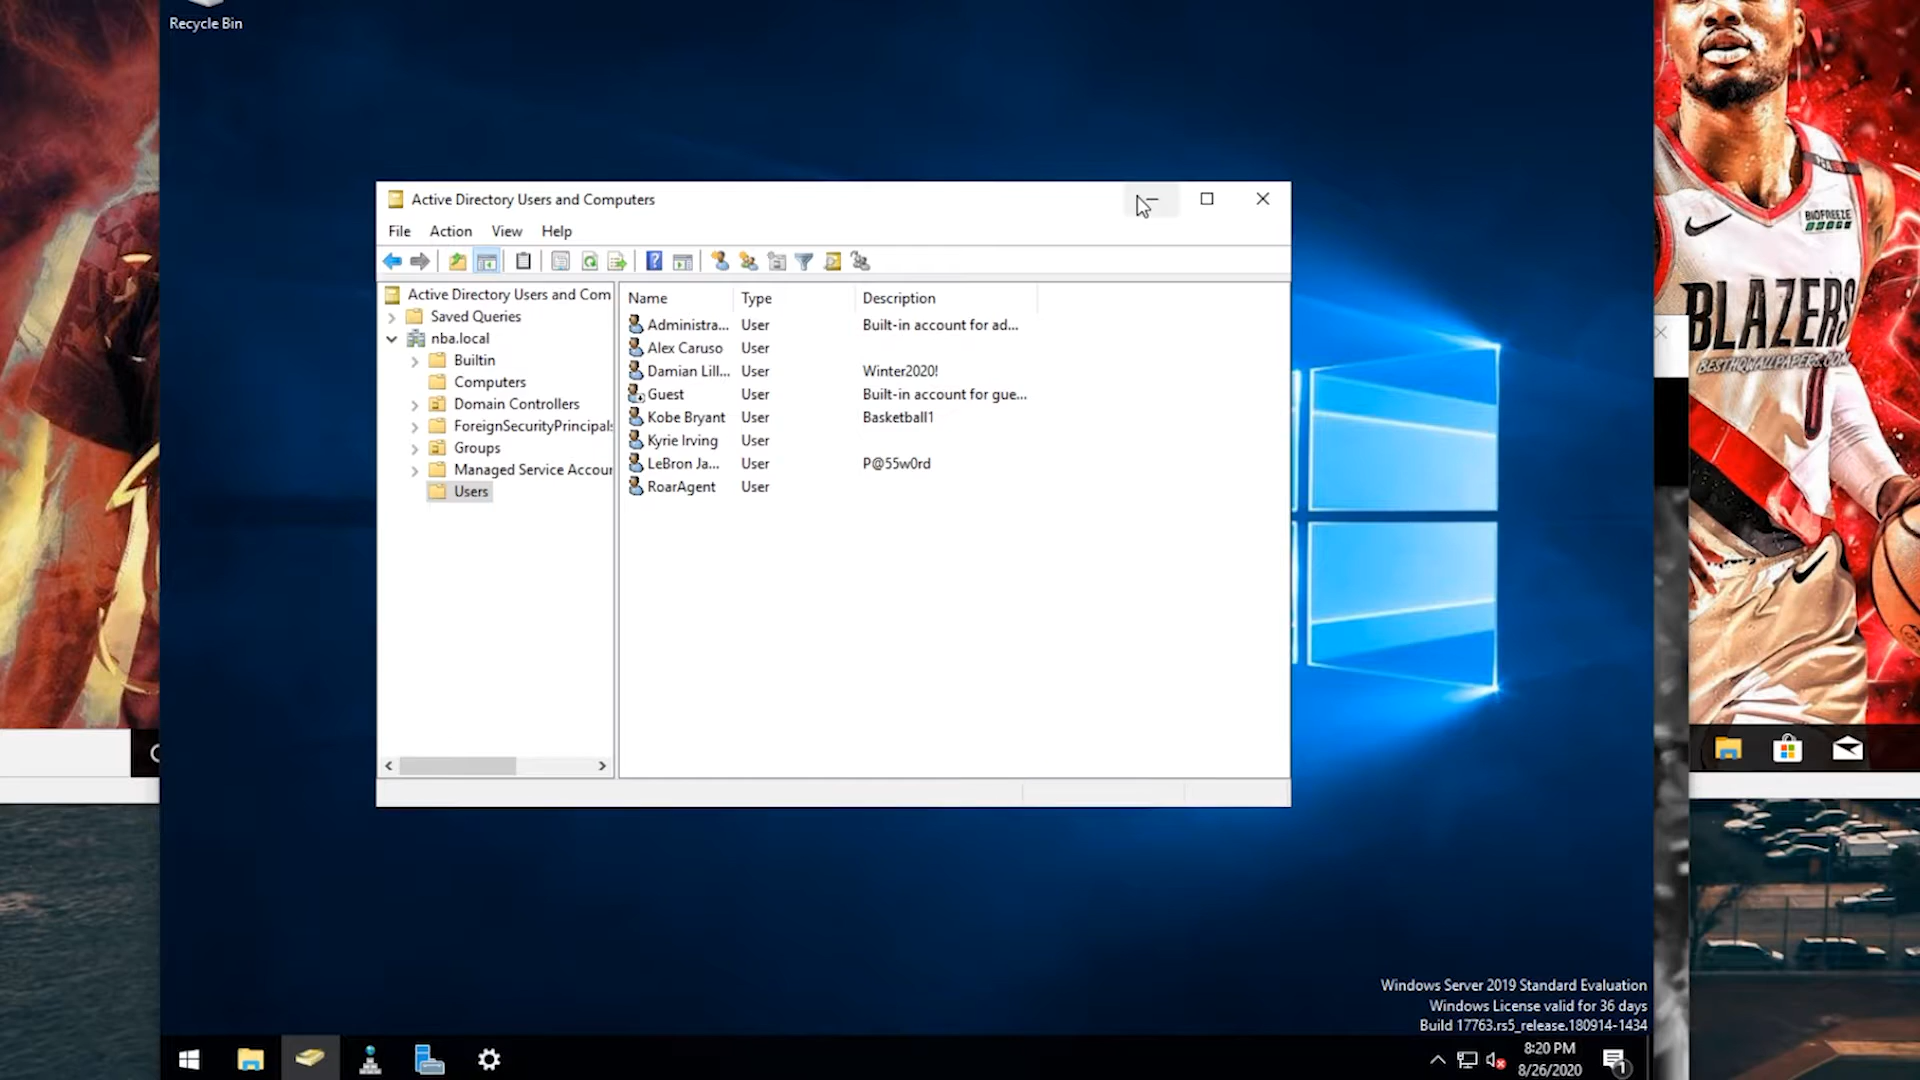 Recycle Bin
BIOFREEZE
BLAZERS
BESTHQWALLPAPERS.COM
Active Directory Users and Computers
File Action View Help
Active Directory Users and Com
Saved Queries
nba.local
Builtin
Computers
Domain Controllers
ForeignSecurityPrincipals
Groups
Managed Service Accour
Users
Name Type Description
Administra... User Built-in account for ad...
Alex Caruso User
Damian Lill... User Winter2020!
Guest User Built-in account for gue...
Kobe Bryant User Basketball1
Kyrie Irving User
LeBron Ja... User P@55w0rd
RoarAgent User
Windows Server 2019 Standard Evaluation
Windows License valid for 36 days
Build 17763.rs5_release.180914-1434
8:20 PM
8/26/2020
1